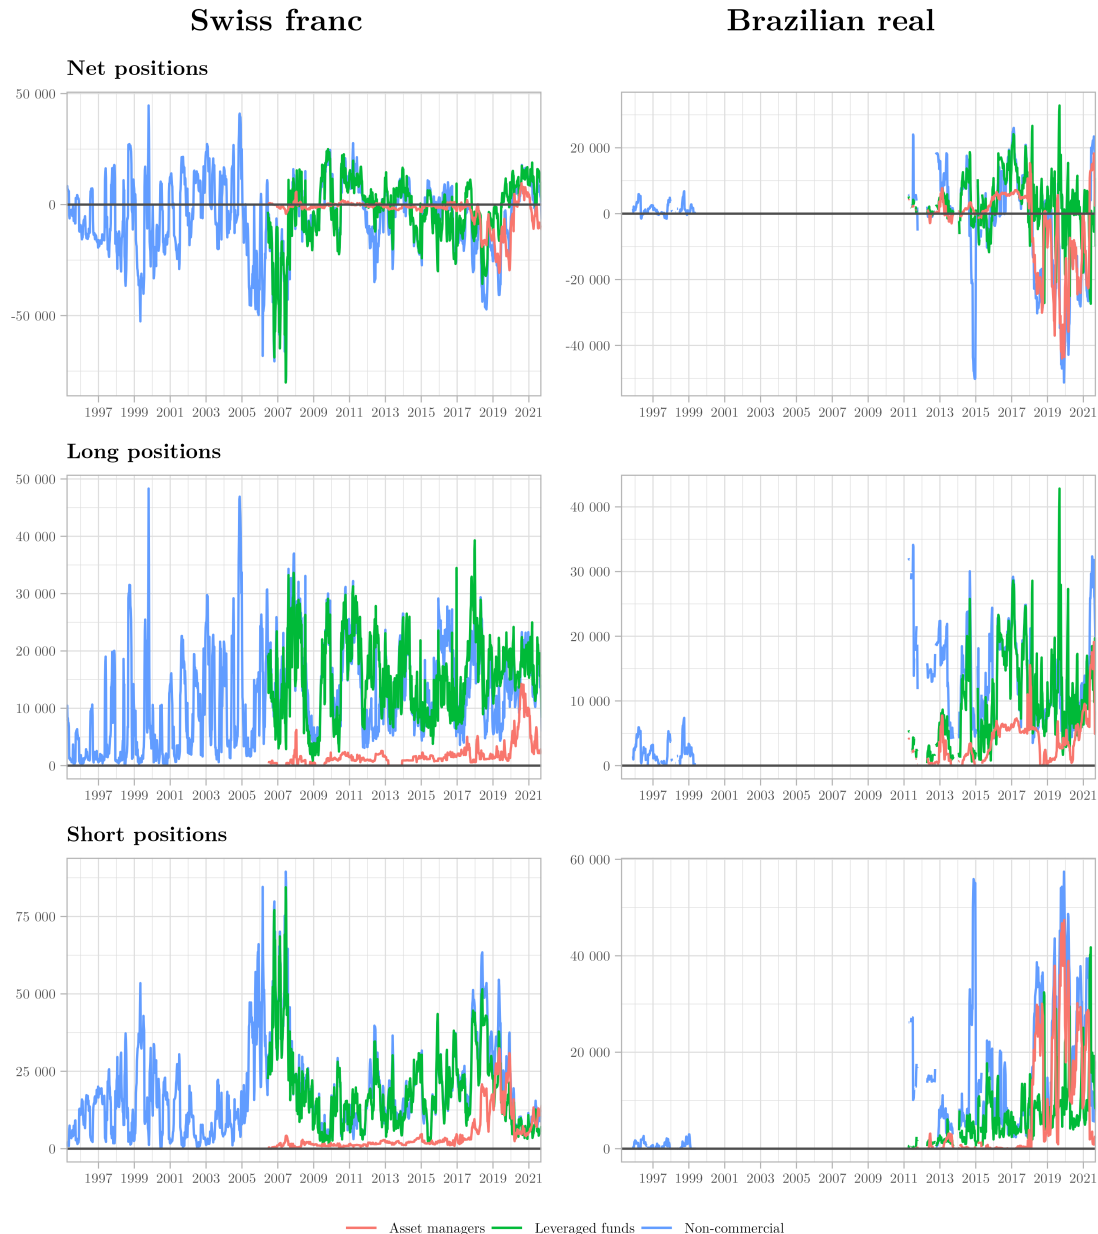 Swiss franc Brazilian real
Net positions
50 000
0
-50 000
20 000
0
-20 000
-40 000
1997 1999 2001 2003 2005 2007 2009 2011 2013 2015 2017 2019 2021
1997 1999 2001 2003 2005 2007 2009 2011 2013 2015 2017 2019 2021
Long positions
50 000
40 000
30 000
20 000
10 000
0
40 000
30 000
20 000
10 000
0
1997 1999 2001 2003 2005 2007 2009 2011 2013 2015 2017 2019 2021
1997 1999 2001 2003 2005 2007 2009 2011 2013 2015 2017 2019 2021
Short positions
75 000
50 000
25 000
0
60 000
40 000
20 000
0
1997 1999 2001 2003 2005 2007 2009 2011 2013 2015 2017 2019 2021
1997 1999 2001 2003 2005 2007 2009 2011 2013 2015 2017 2019 2021
Asset managers Leveraged funds Non-commercial